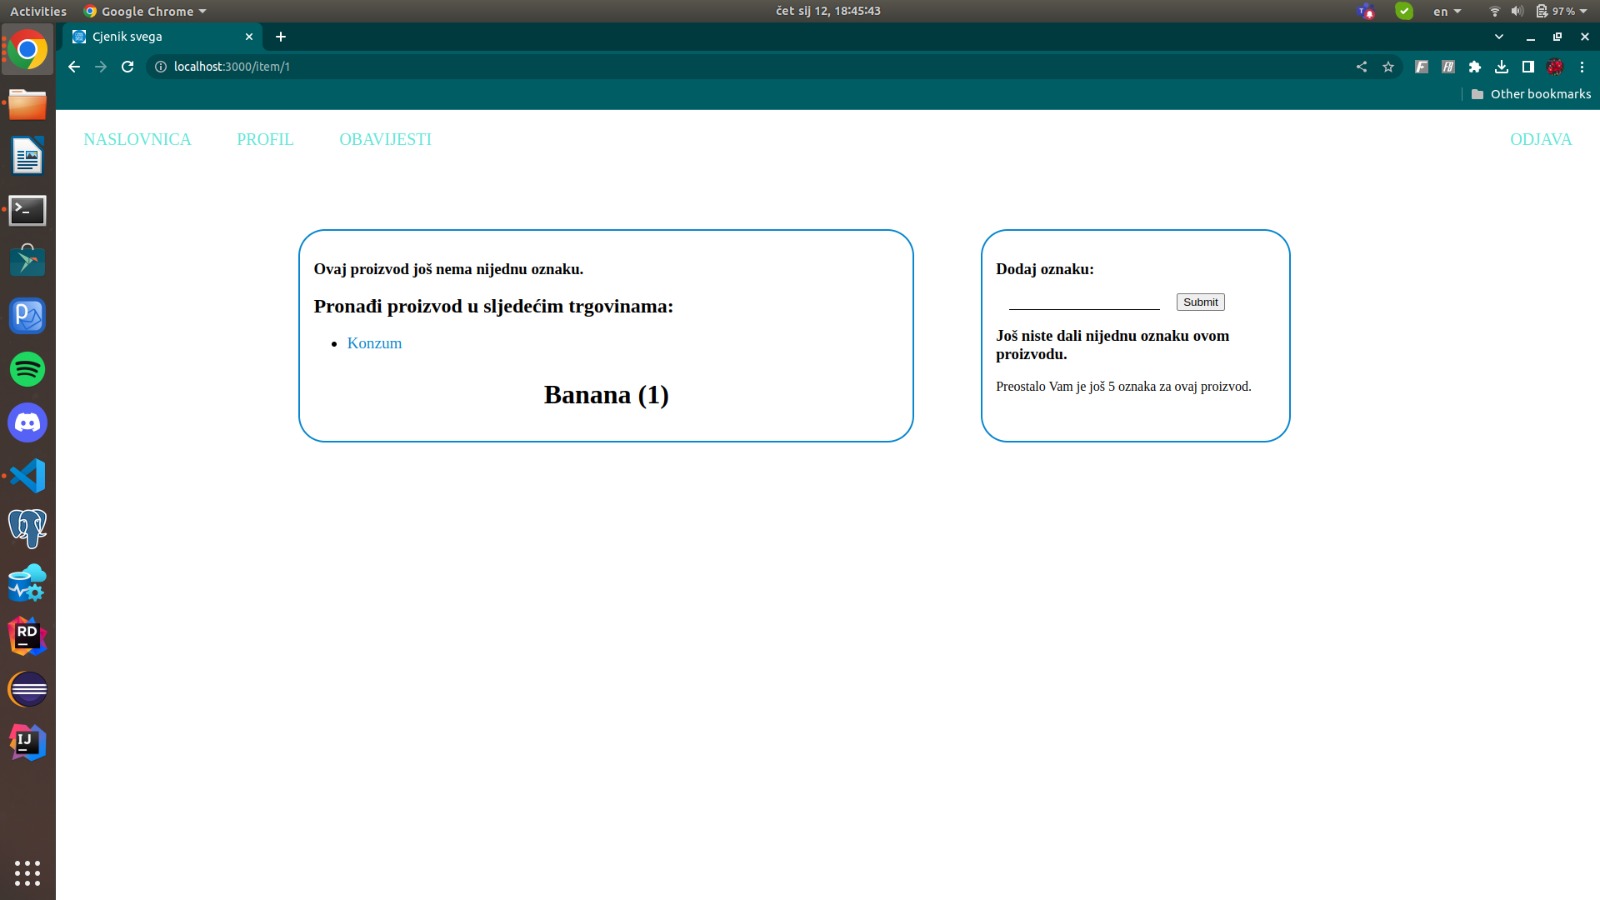 Activities
Google Chrome
čet sij 12, 18:45:43
en
97 %
Cjenik svega
localhost:3000/item/1
Other bookmarks
NASLOVNICA
PROFIL
OBAVIJESTI
ODJAVA
Ovaj proizvod još nema nijednu oznaku.
Pronađi proizvod u sljedećim trgovinama:
Konzum
Banana (1)
Dodaj oznaku:
Submit
Još niste dali nijednu oznaku ovom
proizvodu.
Preostalo Vam je još 5 oznaka za ovaj proizvod.
RD
IJ